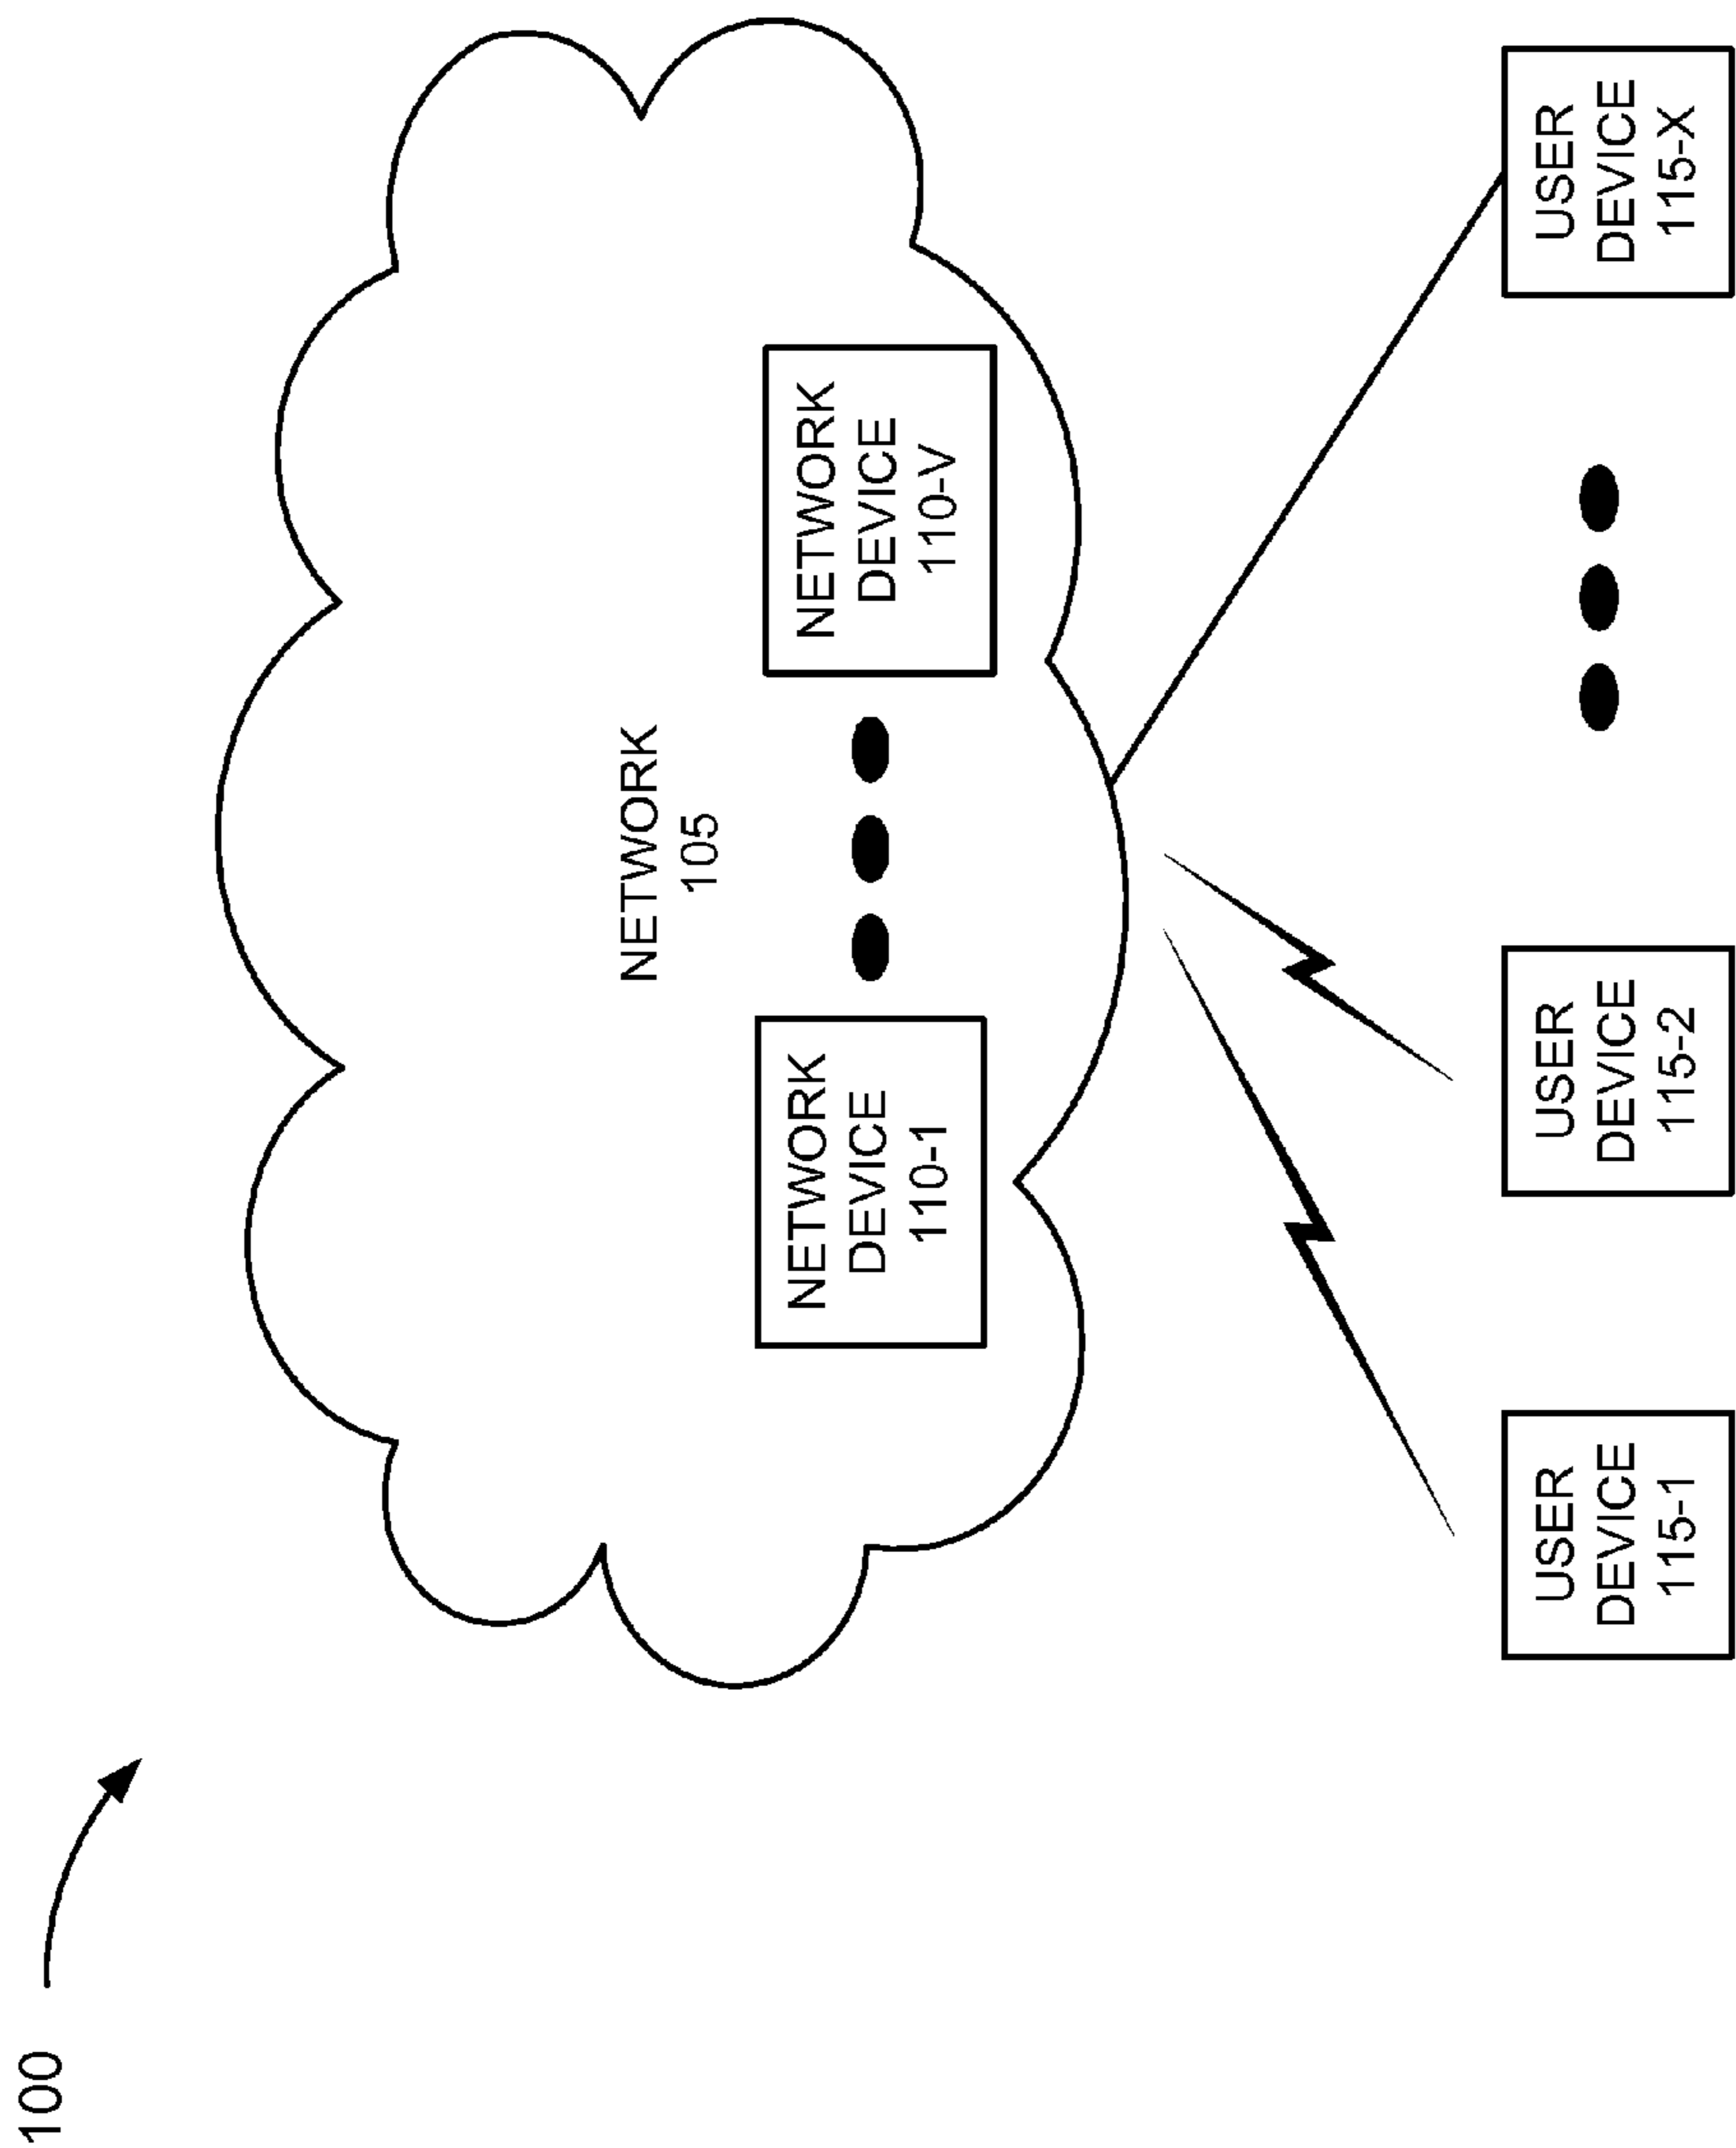 100
NETWORK
105
NETWORK
DEVICE
110-1
NETWORK
DEVICE
110-V
USER
DEVICE
115-1
USER
DEVICE
115-2
USER
DEVICE
115-X